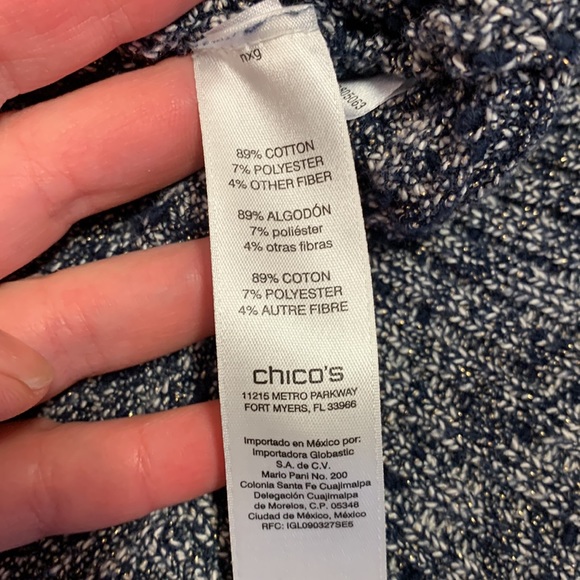 nxg
89% COTTON
7% POLYESTER
4% OTHER FIBER
89% ALGODÓN
7% poliéster
4% otras fibras
89% COTON
7% POLYESTER
4% AUTRE FIBRE
chico's
11215 METRO PARKWAY
FORT MYERS, FL 33966
Importado en México por:
Importadora Globastic
S.A. de C.V.
Mario Pani No. 200
Colonia Santa Fe Cuajimalpa
Delegación Cuajimalpa
de Morelos, C.P. 05348
Ciudad de México, México
RFC: IGL090327SE5